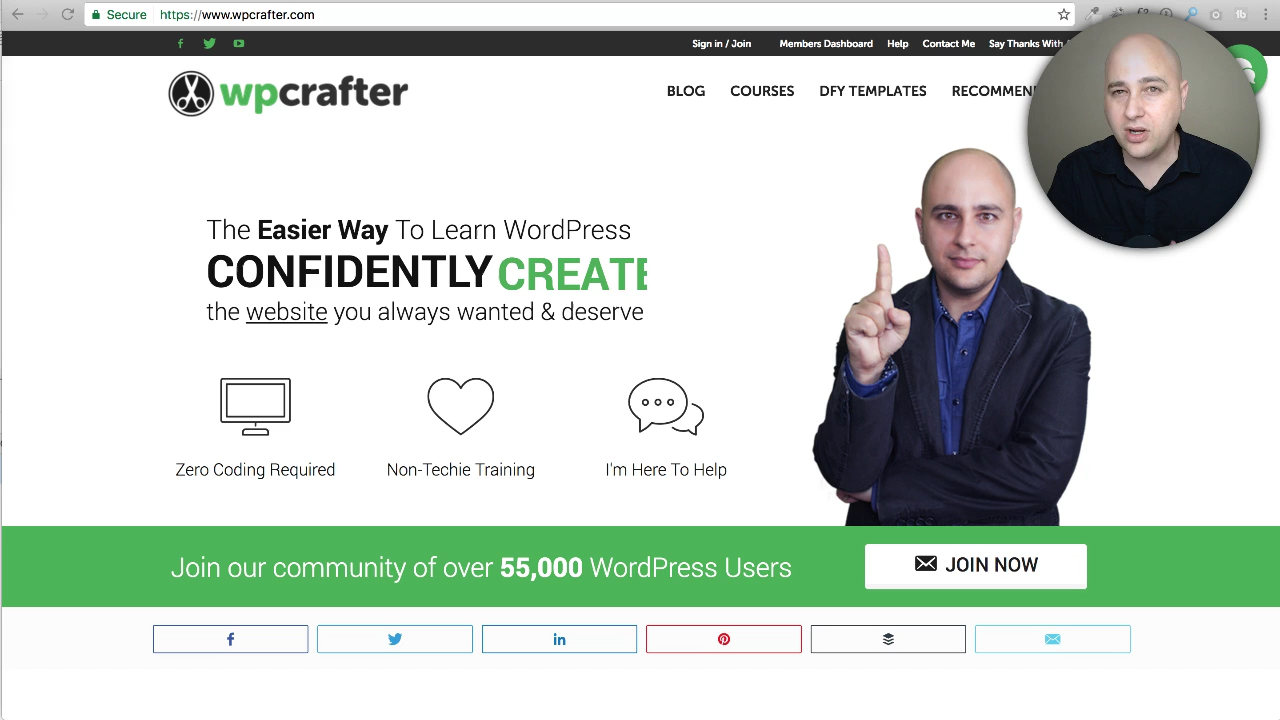 Secure https://www.wpcrafter.com
Sign in / Join Members Dashboard Help Contact Me Say Thanks With
wpcrafter
BLOG COURSES DFY TEMPLATES
The Easier Way To Learn WordPress
CONFIDENTLY CREATE
the website you always wanted & deserve
Zero Coding Required Non-Techie Training I'm Here To Help
Join our community of over 55,000 WordPress Users JOIN NOW